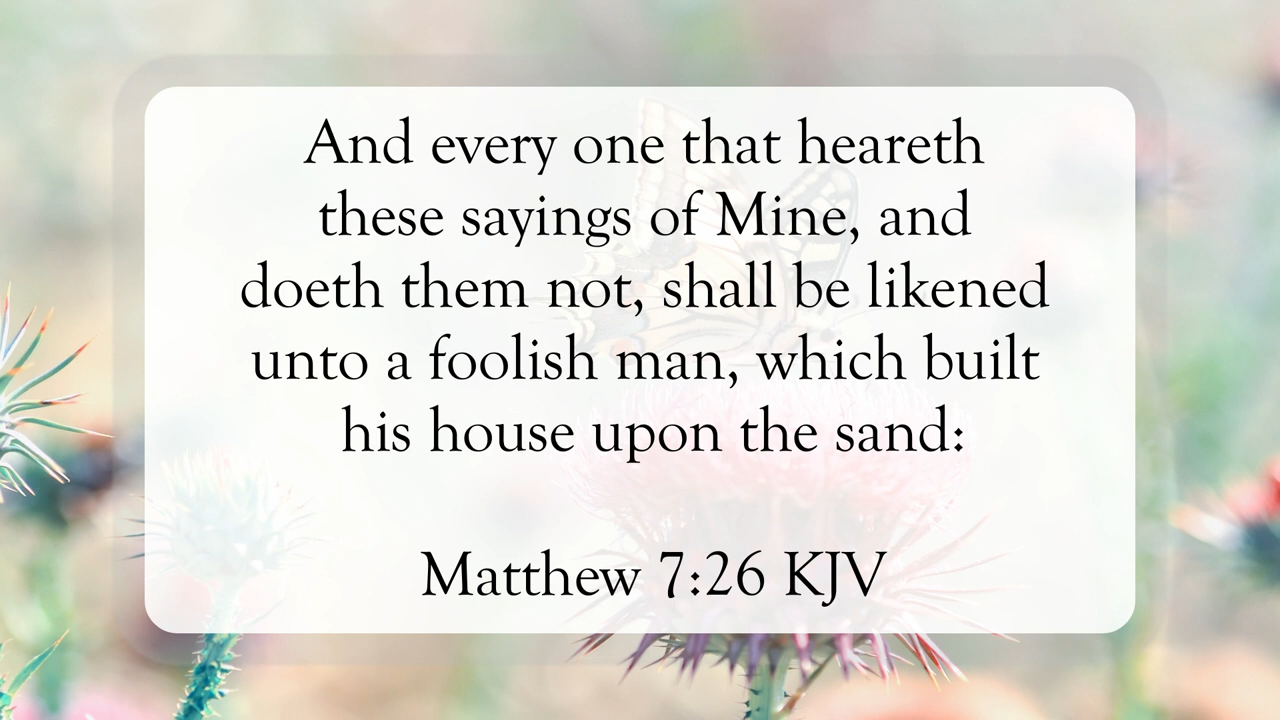 And every one that heareth
these sayings of Mine, and
doeth them not, shall be likened
unto a foolish man, which built
his house upon the sand:
Matthew 7:26 KJV